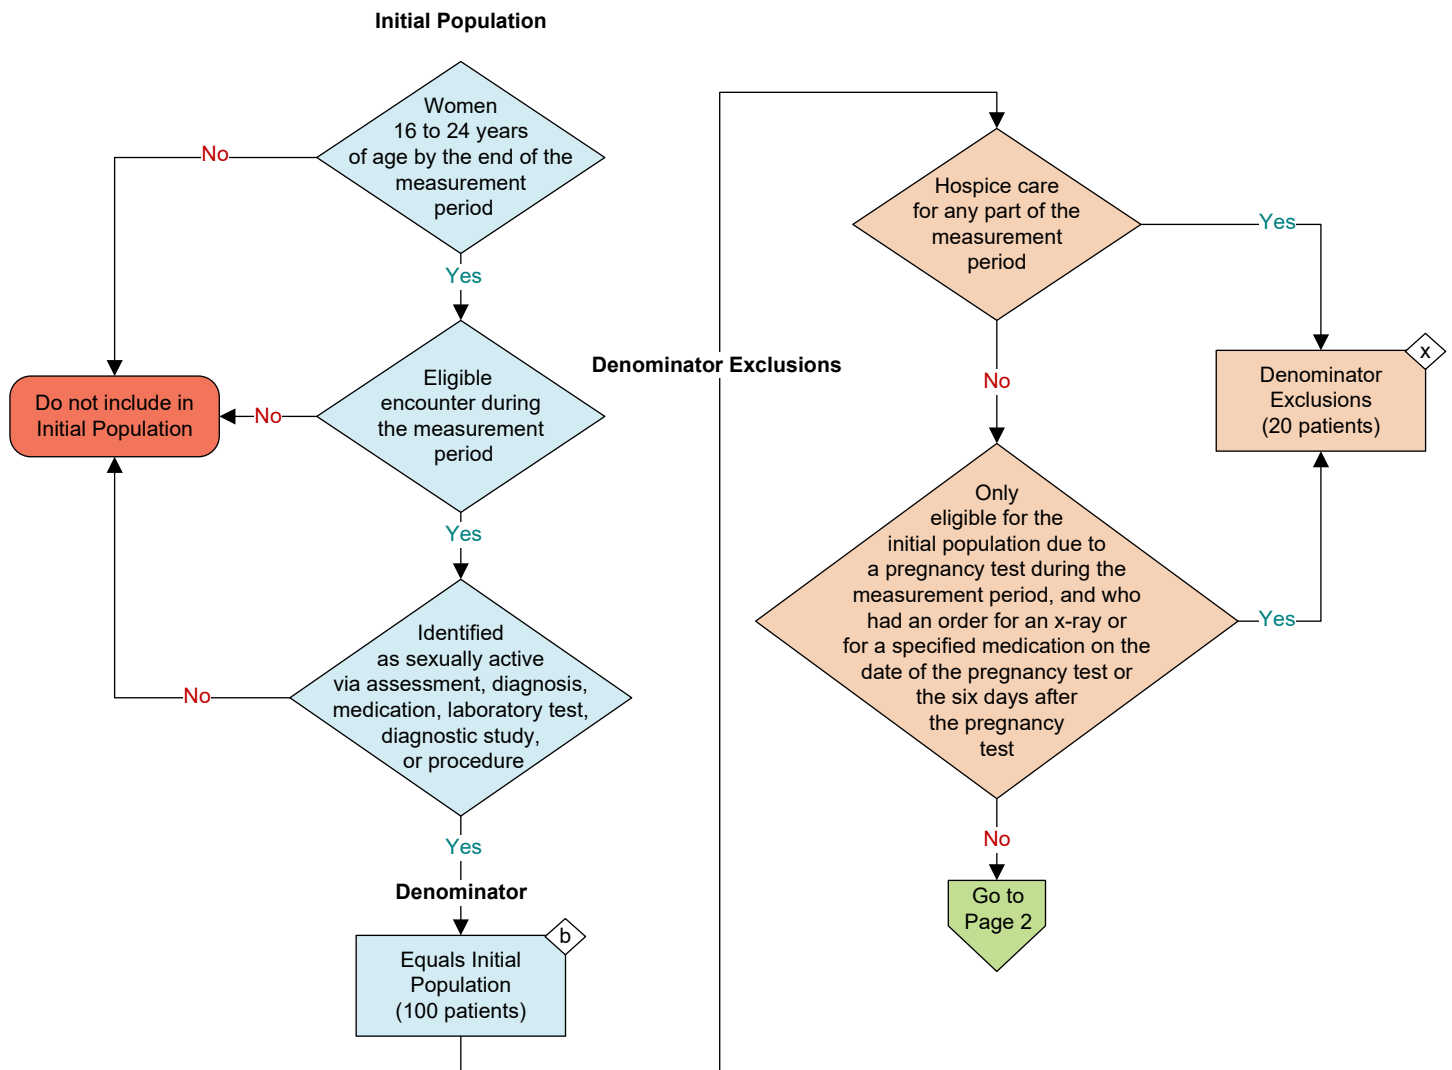 Initial Population
Women
16 to 24 years
of age by the end of the
measurement
period
No
Yes
Eligible
encounter during
the measurement
period
No
Do not include in
Initial Population
Yes
Identified
as sexually active
via assessment, diagnosis,
medication, laboratory test,
diagnostic study,
or procedure
No
Yes
Denominator
b
Equals Initial
Population
(100 patients)
Denominator Exclusions
Hospice care
for any part of the
measurement
period
Yes
No
x
Denominator
Exclusions
(20 patients)
Only
eligible for the
initial population due to
a pregnancy test during the
measurement period, and who
had an order for an x-ray or
for a specified medication on the
date of the pregnancy test or
the six days after
the pregnancy
test
Yes
No
Go to
Page 2